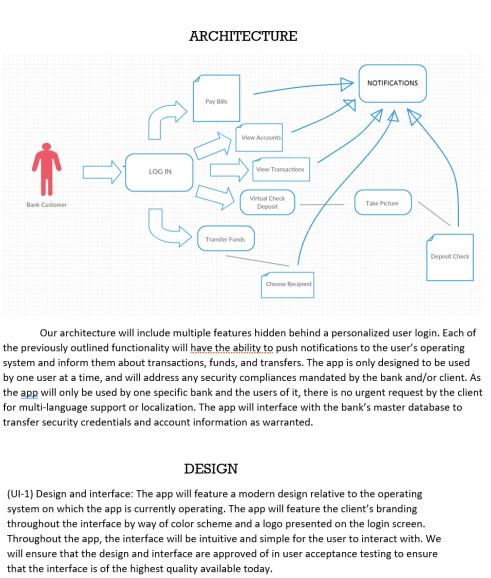 ARCHITECTURE
NOTIFICATIONS
Pay Bills
View Accounts
LOG IN
View Transactions
Bank Customer
Virtual Check
Deposit
Take Picture
Transfer Funds
Deposit Check
Choose Recipient
Our architecture will include multiple features hidden behind a personalized user login. Each of
the previously outlined functionality will have the ability to push notifications to the user's operating
system and inform them about transactions, funds, and transfers. The app is only designed to be used
by one user at a time, and will address any security compliances mandated by the bank and/or client. As
the app will only be used by one specific bank and the users of it, there is no urgent request by the client
for multi-language support or localization. The app will interface with the bank's master database to
transfer security credentials and account information as warranted.
DESIGN
(UI-1) Design and interface: The app will feature a modern design relative to the operating
system on which the app is currently operating. The app will feature the client's branding
throughout the interface by way of color scheme and a logo presented on the login screen.
Throughout the app, the interface will be intuitive and simple for the user to interact with. We
will ensure that the design and interface are approved of in user acceptance testing to ensure
that the interface is of the highest quality available today.